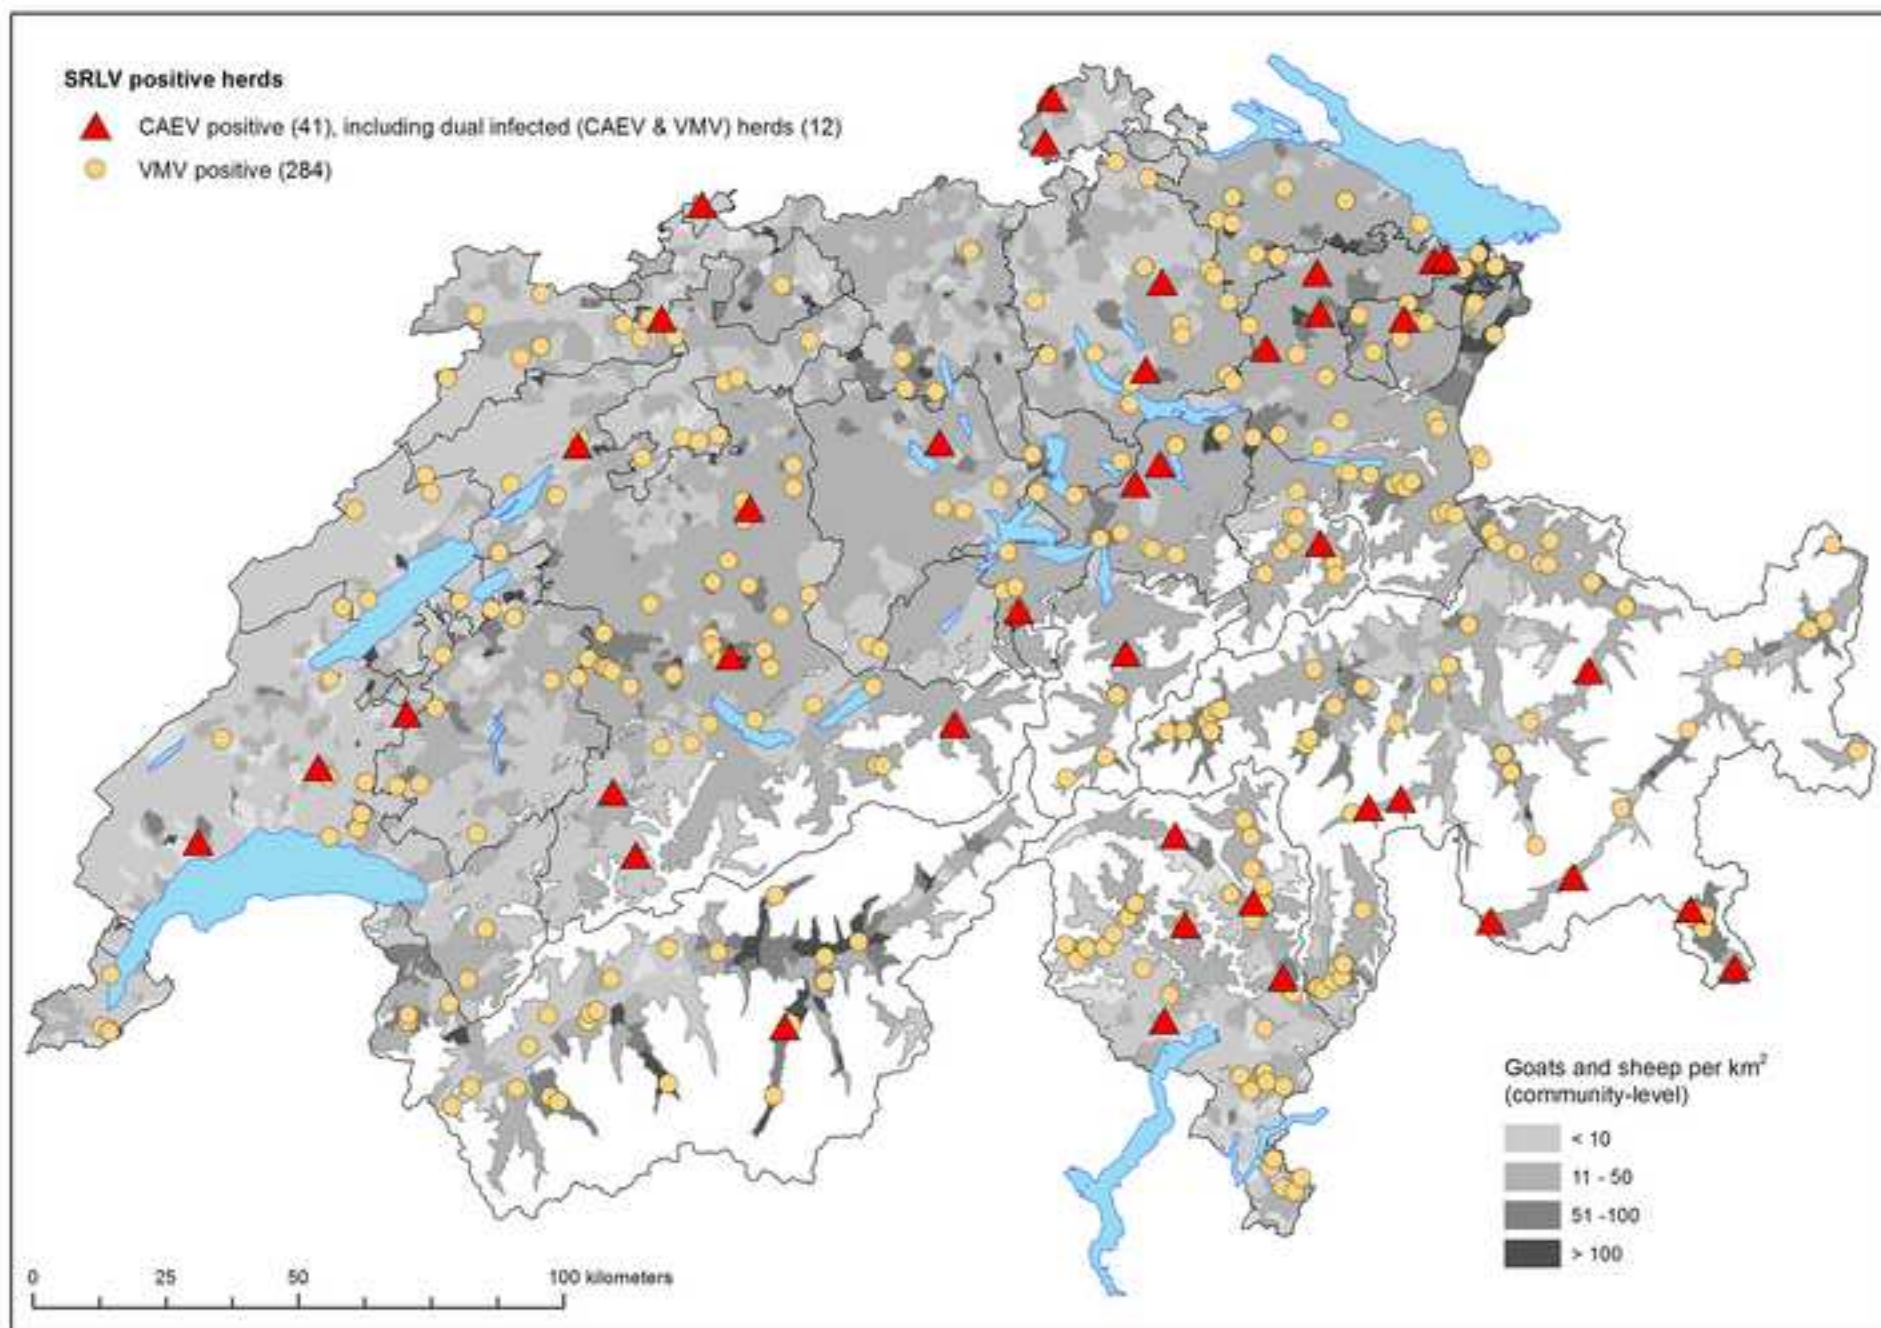 SRLV positive herds
CAEV positive (41), including dual infected (CAEV & VMV) herds (12)
VMV positive (284)
Goats and sheep per km²
(community-level)
< 10
11 - 50
51 -100
> 100
0 25 50 100 kilometers